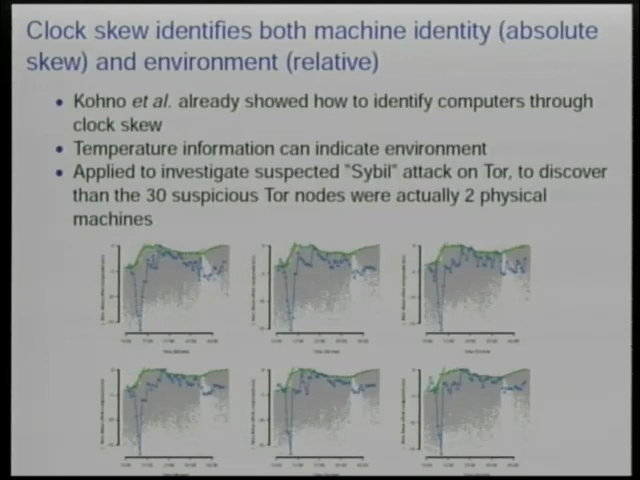 Clock skew identifies both machine identity (absolute
skew) and environment (relative)
• Kohno et al. already showed how to identify computers through
clock skew
• Temperature information can indicate environment
• Applied to investigate suspected "Sybil" attack on Tor, to discover
than the 30 suspicious Tor nodes were actually 2 physical
machines